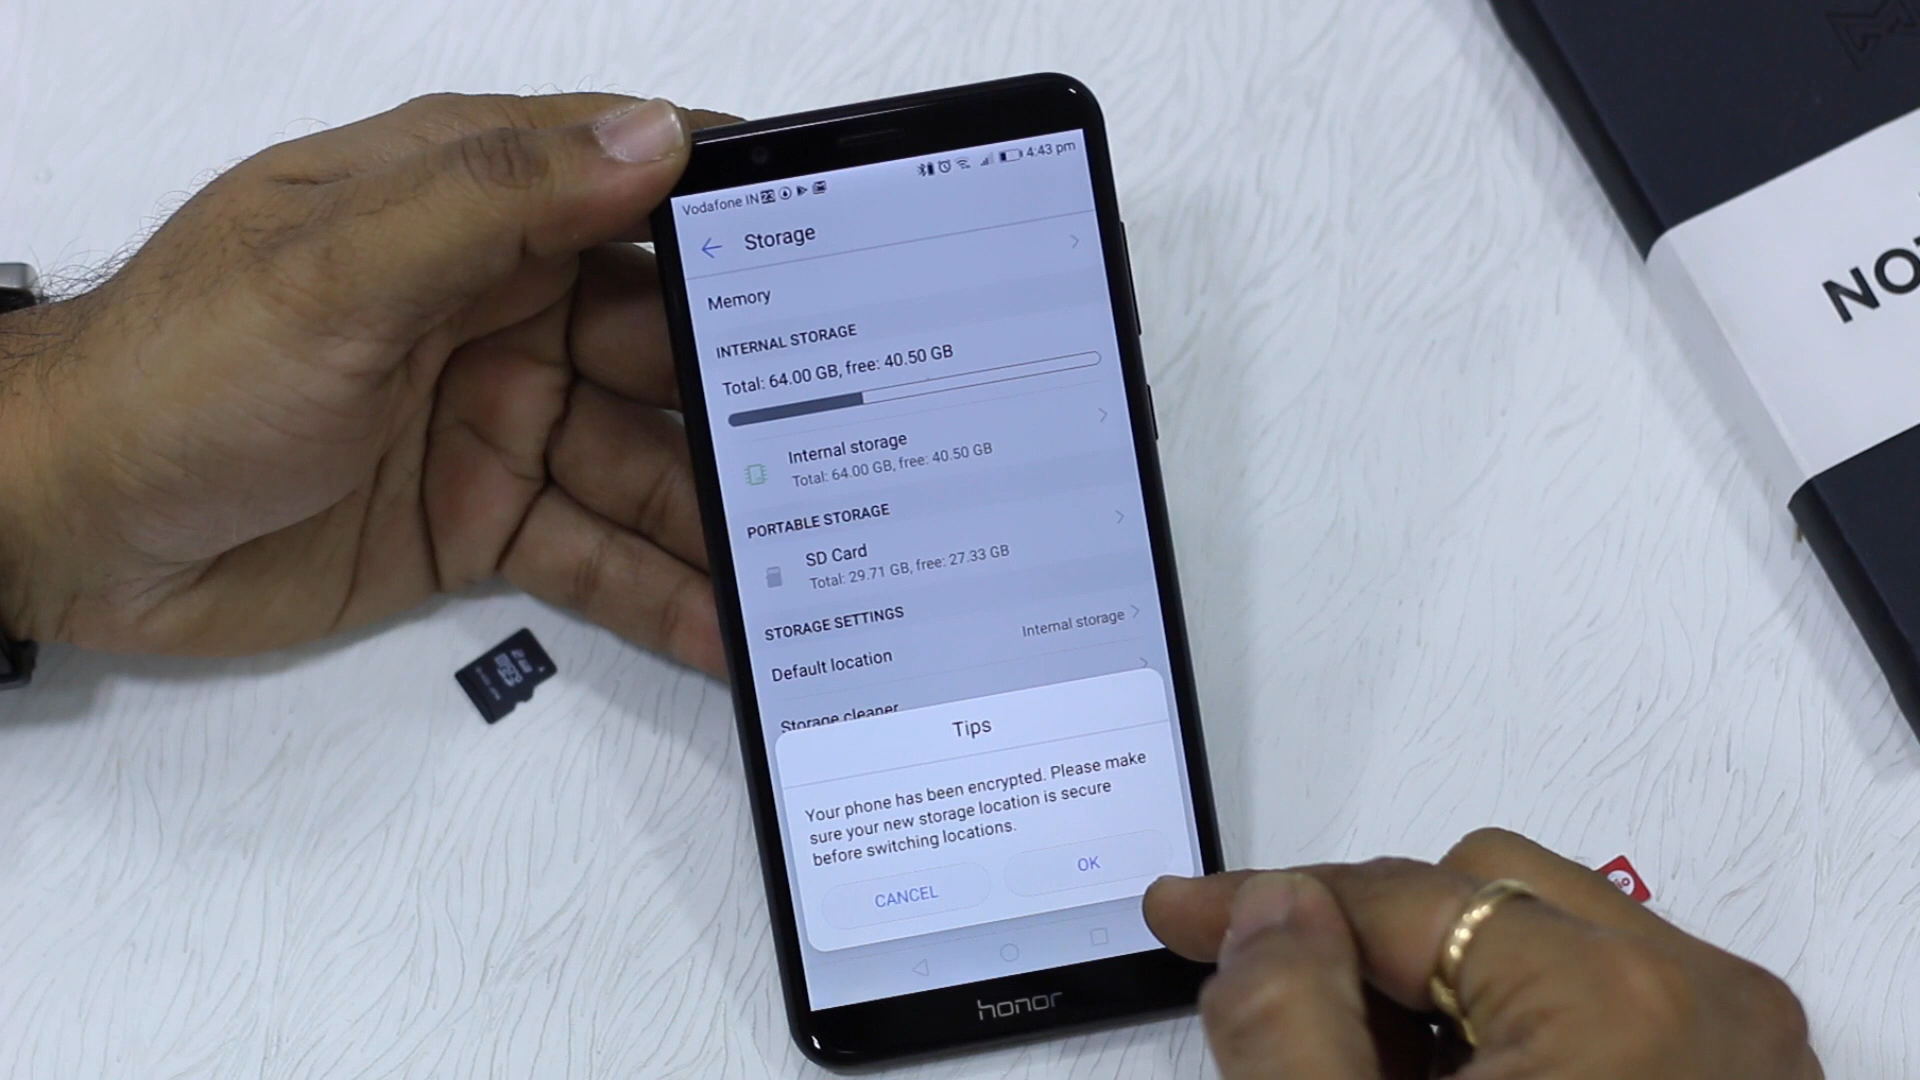 Vodafone IN
4:43 pm
Storage
Memory
INTERNAL STORAGE
Total: 64.00 GB, free: 40.50 GB
Internal storage
Total: 64.00 GB, free: 40.50 GB
PORTABLE STORAGE
SD Card
Total: 29.71 GB, free: 27.33 GB
STORAGE SETTINGS
Default location
Internal storage
Storage cleaner
Tips
Your phone has been encrypted. Please make
sure your new storage location is secure
before switching locations.
CANCEL
OK
honor
NO